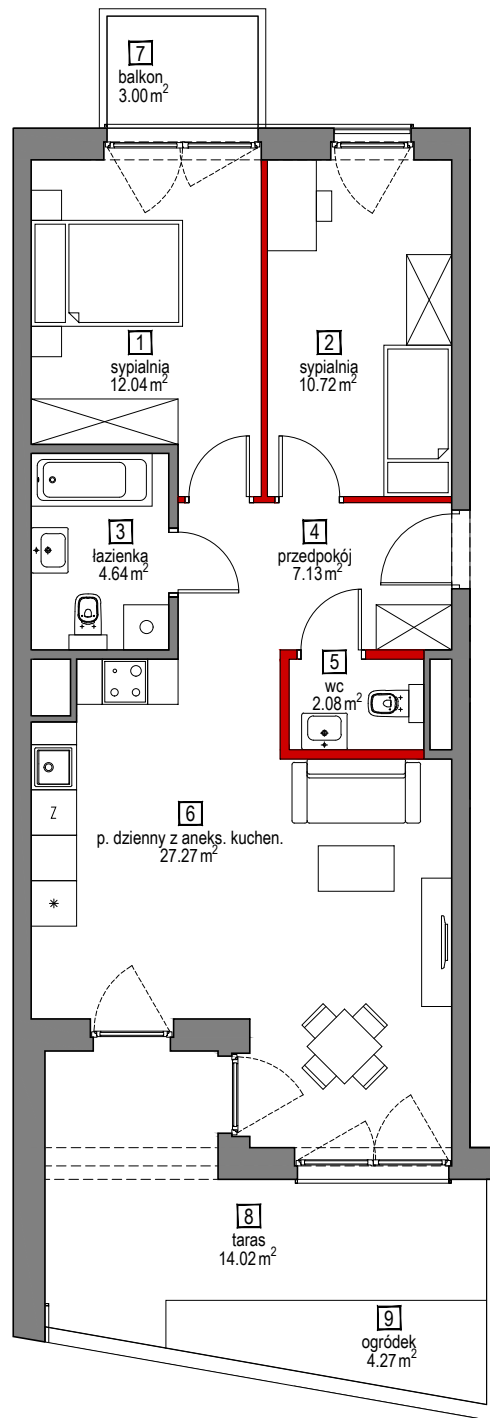 7
balkon
3.00 m²
1
sypialnia
12.04 m²
2
sypialnia
10.72 m²
3
łazienka
4.64 m²
4
przedpokój
7.13 m²
5
wc
2.08 m²
Z
6
p. dzienny z aneks. kuchen.
27.27 m²
*
8
taras
14.02 m²
9
ogródek
4.27 m²